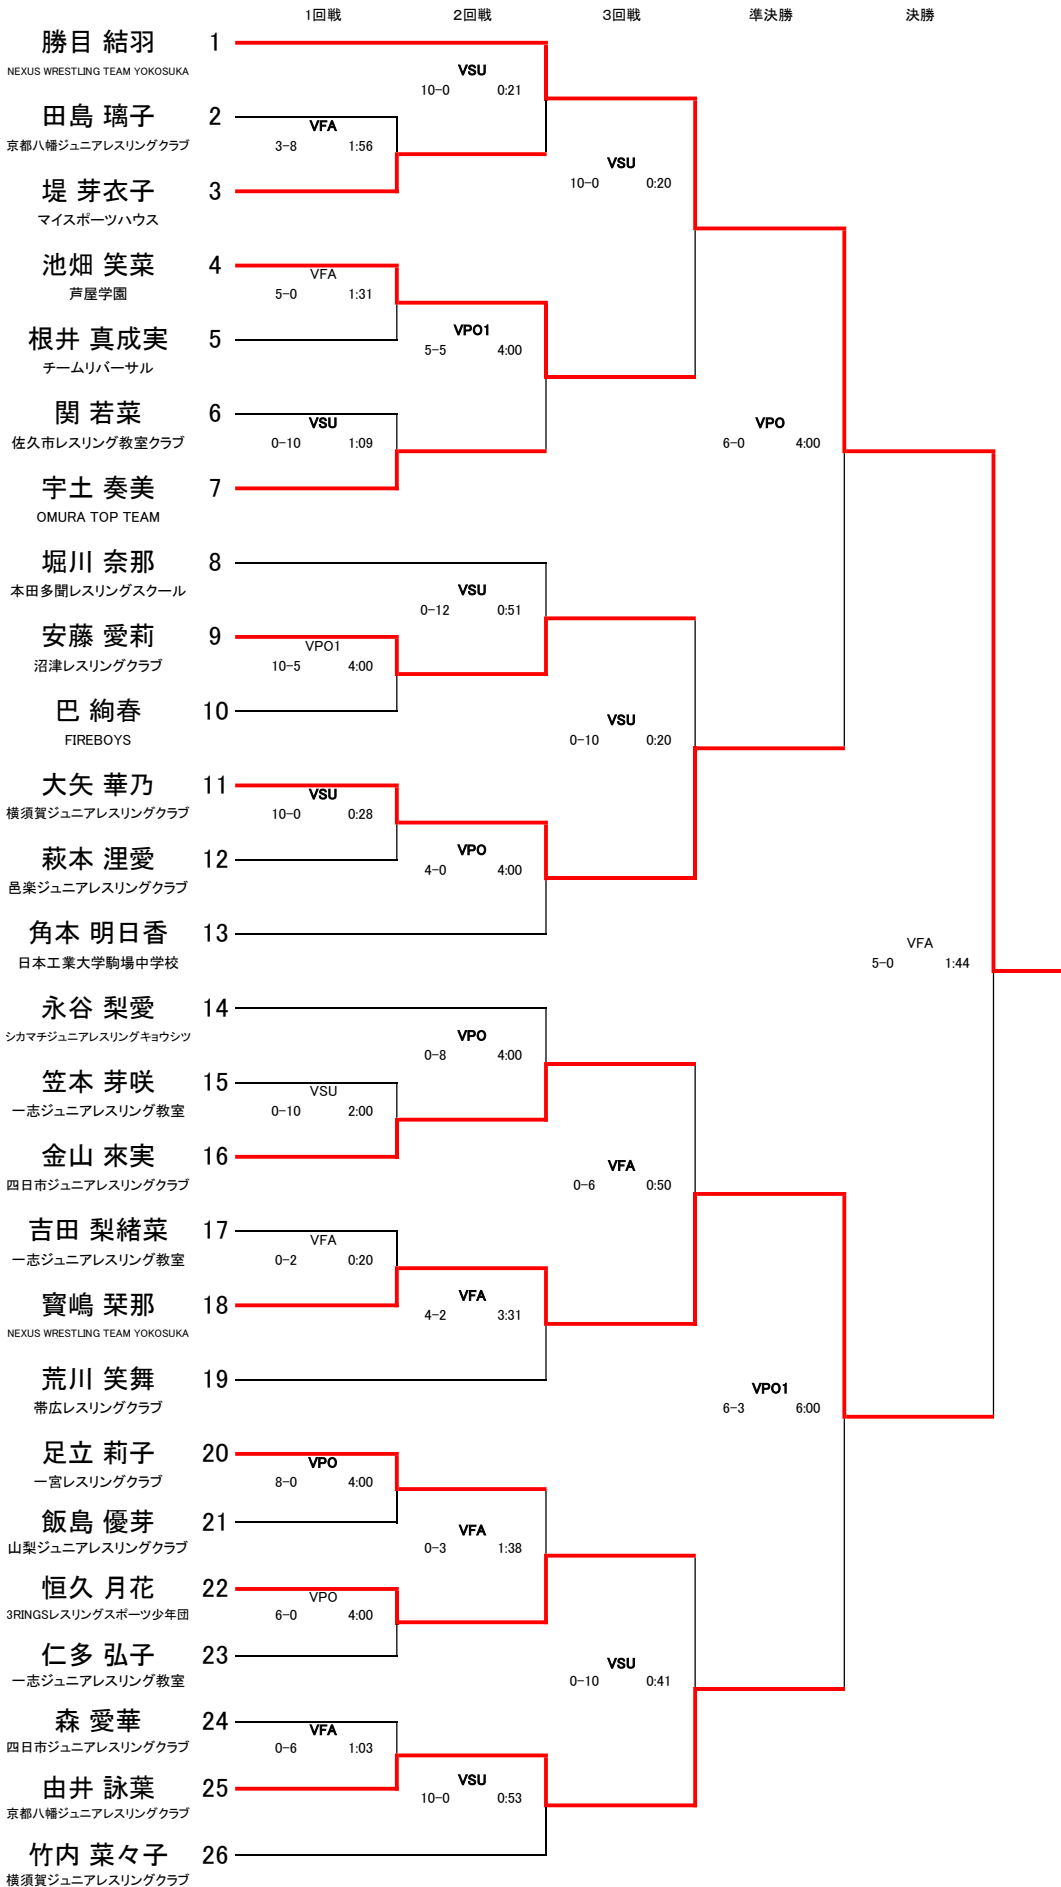 1回戦 2回戦 3回戦 準決勝 決勝
勝目 結羽 1
NEXUS WRESTLING TEAM YOKOSUKA
VSU
10-0 0:21
田島 璃子 2
京都八幡ジュニアレスリングクラブ
VFA
3-8 1:56
堤 芽衣子 3
マイスポーツハウス
VSU
10-0 0:20
池畑 笑菜 4
芦屋学園
VFA
5-0 1:31
根井 真成実 5
チームリバーサル
VPO1
5-5 4:00
関 若菜 6
佐久市レスリング教室クラブ
VSU
0-10 1:09
VPO
6-0 4:00
宇土 奏美 7
OMURA TOP TEAM
堀川 奈那 8
本田多聞レスリングスクール
VSU
0-12 0:51
安藤 愛莉 9
沼津レスリングクラブ
VPO1
10-5 4:00
巴 絢春 10
FIREBOYS
VSU
0-10 0:20
大矢 華乃 11
横須賀ジュニアレスリングクラブ
VSU
10-0 0:28
萩本 浬愛 12
邑楽ジュニアレスリングクラブ
VPO
4-0 4:00
角本 明日香 13
日本工業大学駒場中学校
VFA
5-0 1:44
永谷 梨愛 14
シカマチジュニアレスリングキョウシツ
VPO
0-8 4:00
笠本 芽咲 15
一志ジュニアレスリング教室
VSU
0-10 2:00
金山 來実 16
四日市ジュニアレスリングクラブ
VFA
0-6 0:50
吉田 梨緒菜 17
一志ジュニアレスリング教室
VFA
0-2 0:20
寳嶋 栞那 18
NEXUS WRESTLING TEAM YOKOSUKA
VFA
4-2 3:31
荒川 笑舞 19
帯広レスリングクラブ
VPO1
6-3 6:00
足立 莉子 20
一宮レスリングクラブ
VPO
8-0 4:00
飯島 優芽 21
山梨ジュニアレスリングクラブ
VFA
0-3 1:38
恒久 月花 22
3RINGSレスリングスポーツ少年団
VPO
6-0 4:00
仁多 弘子 23
一志ジュニアレスリング教室
VSU
0-10 0:41
森 愛華 24
四日市ジュニアレスリングクラブ
VFA
0-6 1:03
由井 詠葉 25
京都八幡ジュニアレスリングクラブ
VSU
10-0 0:53
竹内 菜々子 26
横須賀ジュニアレスリングクラブ